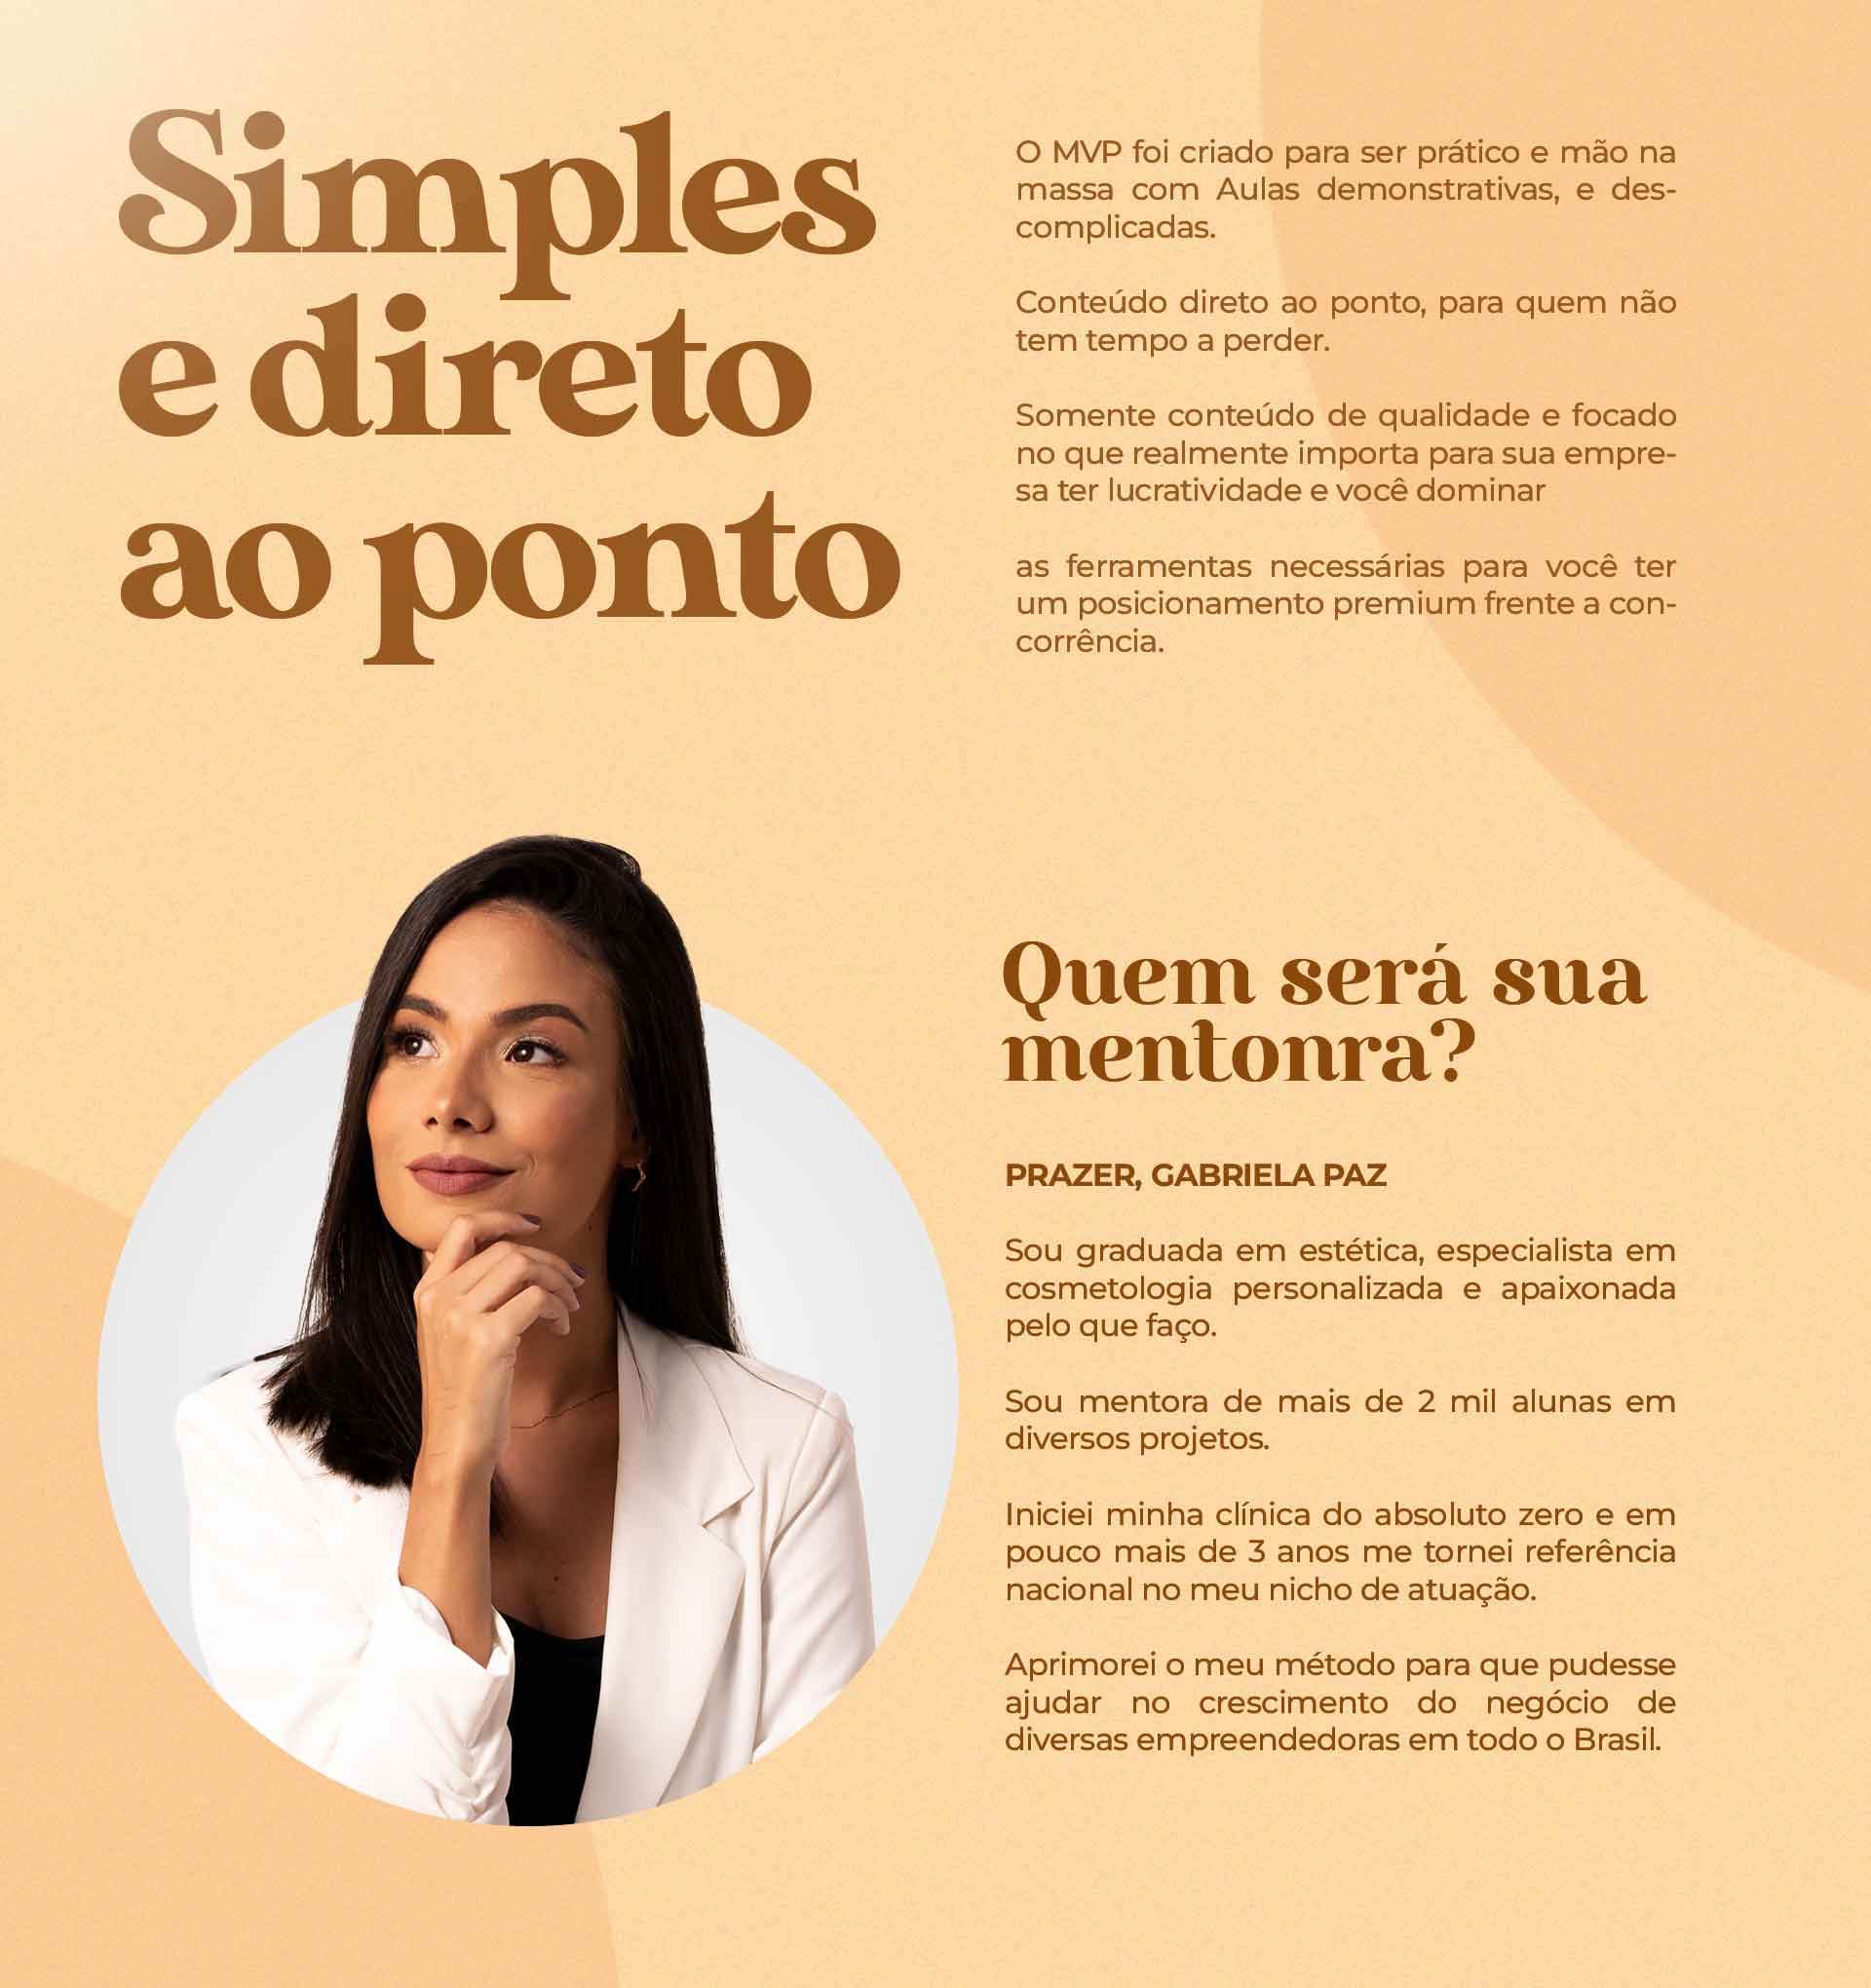 Simples
e direto
ao ponto
O MVP foi criado para ser prático e mão na
massa com Aulas demonstrativas, e des-
complicadas.
Conteúdo direto ao ponto, para quem não
tem tempo a perder.
Somente conteúdo de qualidade e focado
no que realmente importa para sua empre-
sa ter lucratividade e você dominar
as ferramentas necessárias para você ter
um posicionamento premium frente a con-
corrência.
Quem será sua
mentonra?
PRAZER, GABRIELA PAZ
Sou graduada em estética, especialista em
cosmetologia personalizada e apaixonada
pelo que faço.
Sou mentora de mais de 2 mil alunas em
diversos projetos.
Iniciei minha clínica do absoluto zero e em
pouco mais de 3 anos me tornei referência
nacional no meu nicho de atuação.
Aprimorei o meu método para que pudesse
ajudar no crescimento do negócio de
diversas empreendedoras em todo o Brasil.